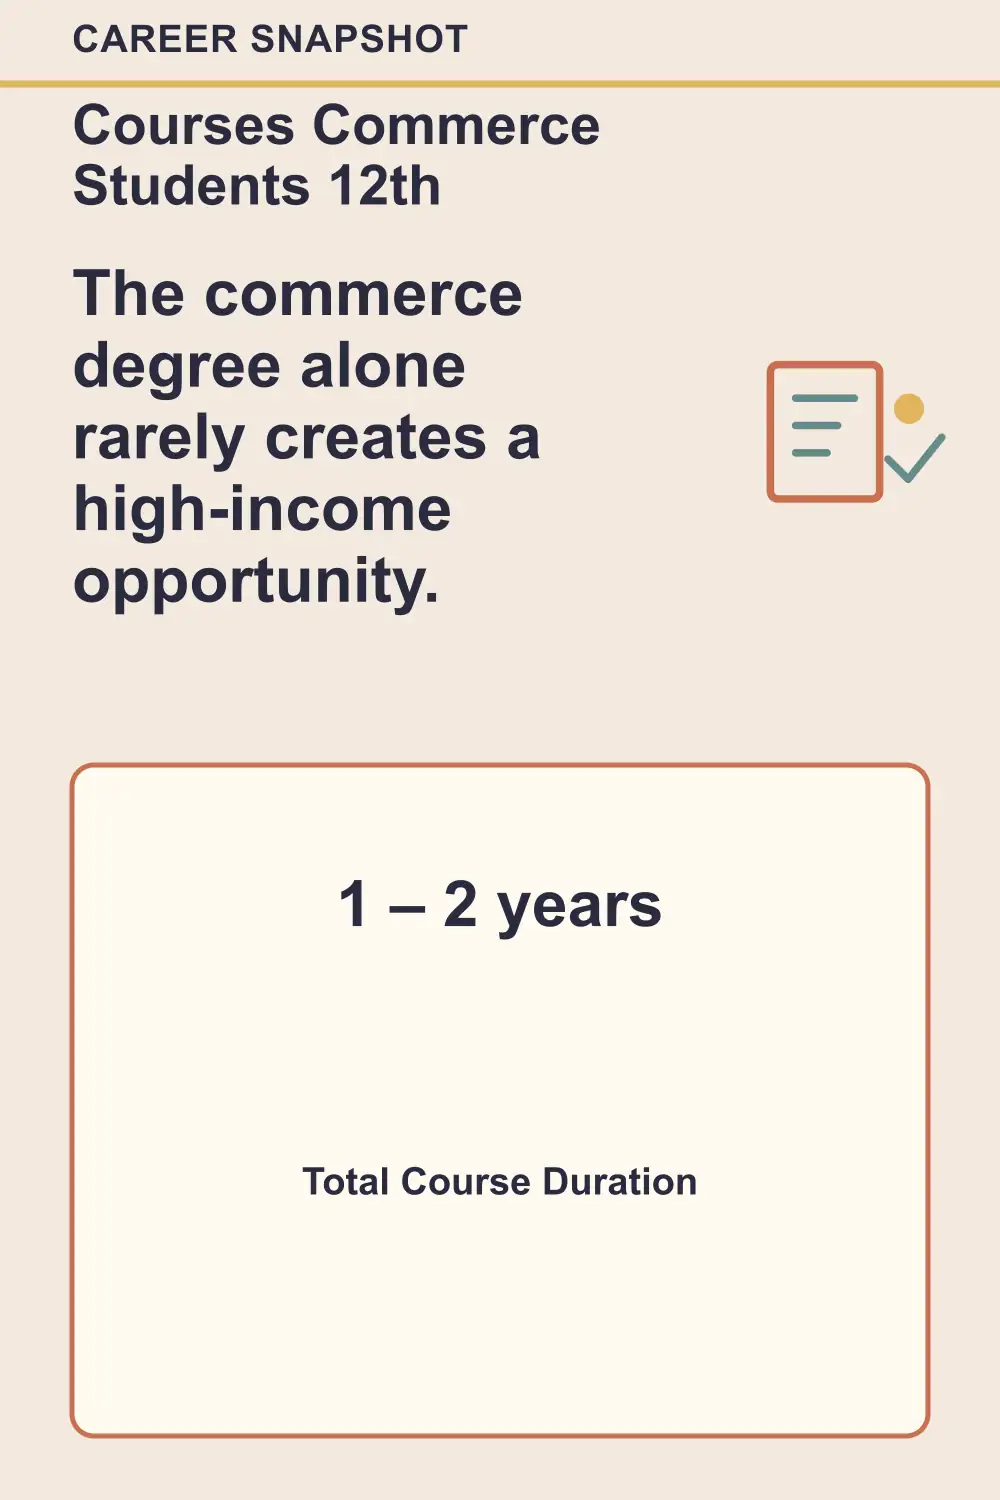 CAREER SNAPSHOT
Courses Commerce
Students 12th
The commerce
degree alone
rarely creates a
high-income
opportunity.
1 – 2 years
Total Course Duration